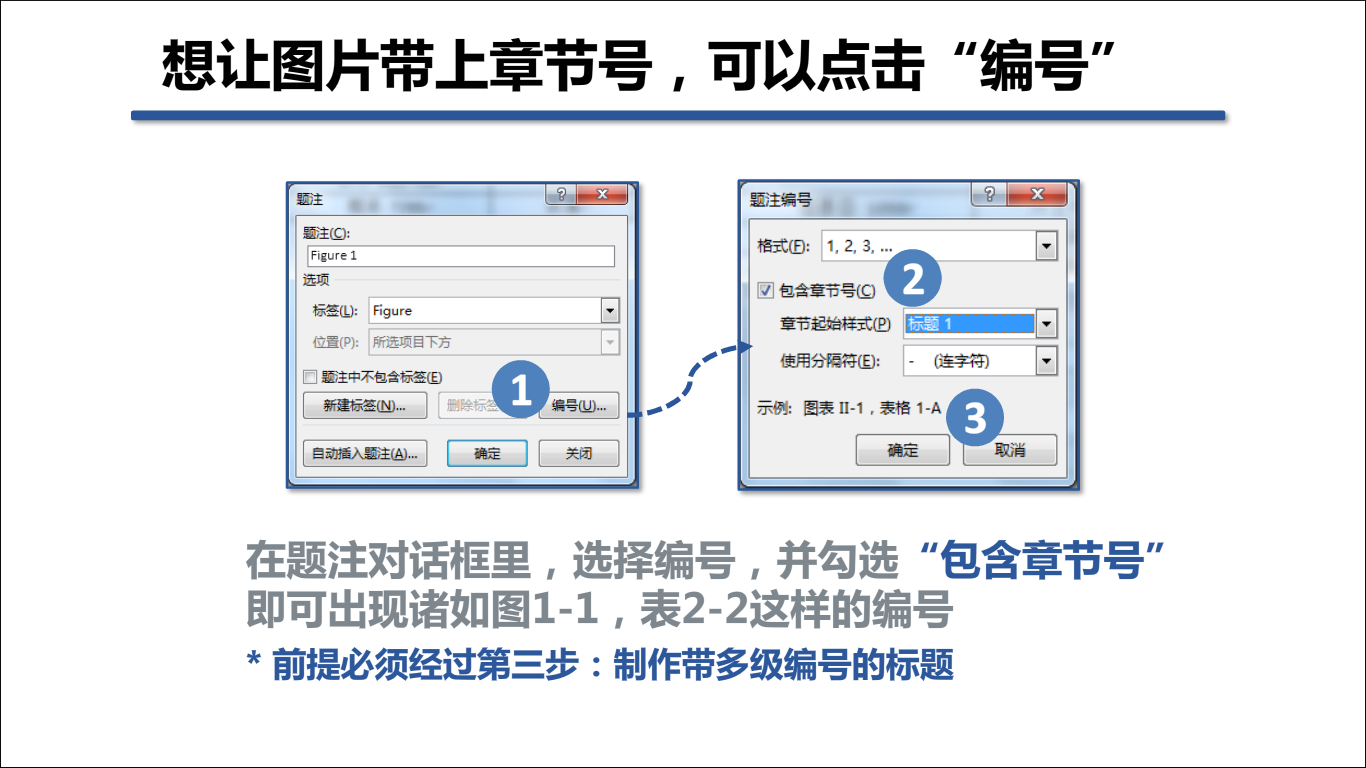 想让图片带上章节号，可以点击“编号”
题注
题注(C):
Figure 1
选项
标签(L):
Figure
位置(P):
所选项目下方
题注中不包含标签(E)
1
新建标签(N)...
删除标签
编号(U)...
自动插入题注(A)...
确定
关闭
题注编号
格式(F):
1, 2, 3, ...
2
包含章节号(C)
章节起始样式(P)
标题 1
使用分隔符(E):
- (连字符)
示例: 图表 II-1，表格 1-A
3
确定
取消
在题注对话框里，选择编号，并勾选“包含章节号”
即可出现诸如图1-1，表2-2这样的编号
* 前提必须经过第三步：制作带多级编号的标题